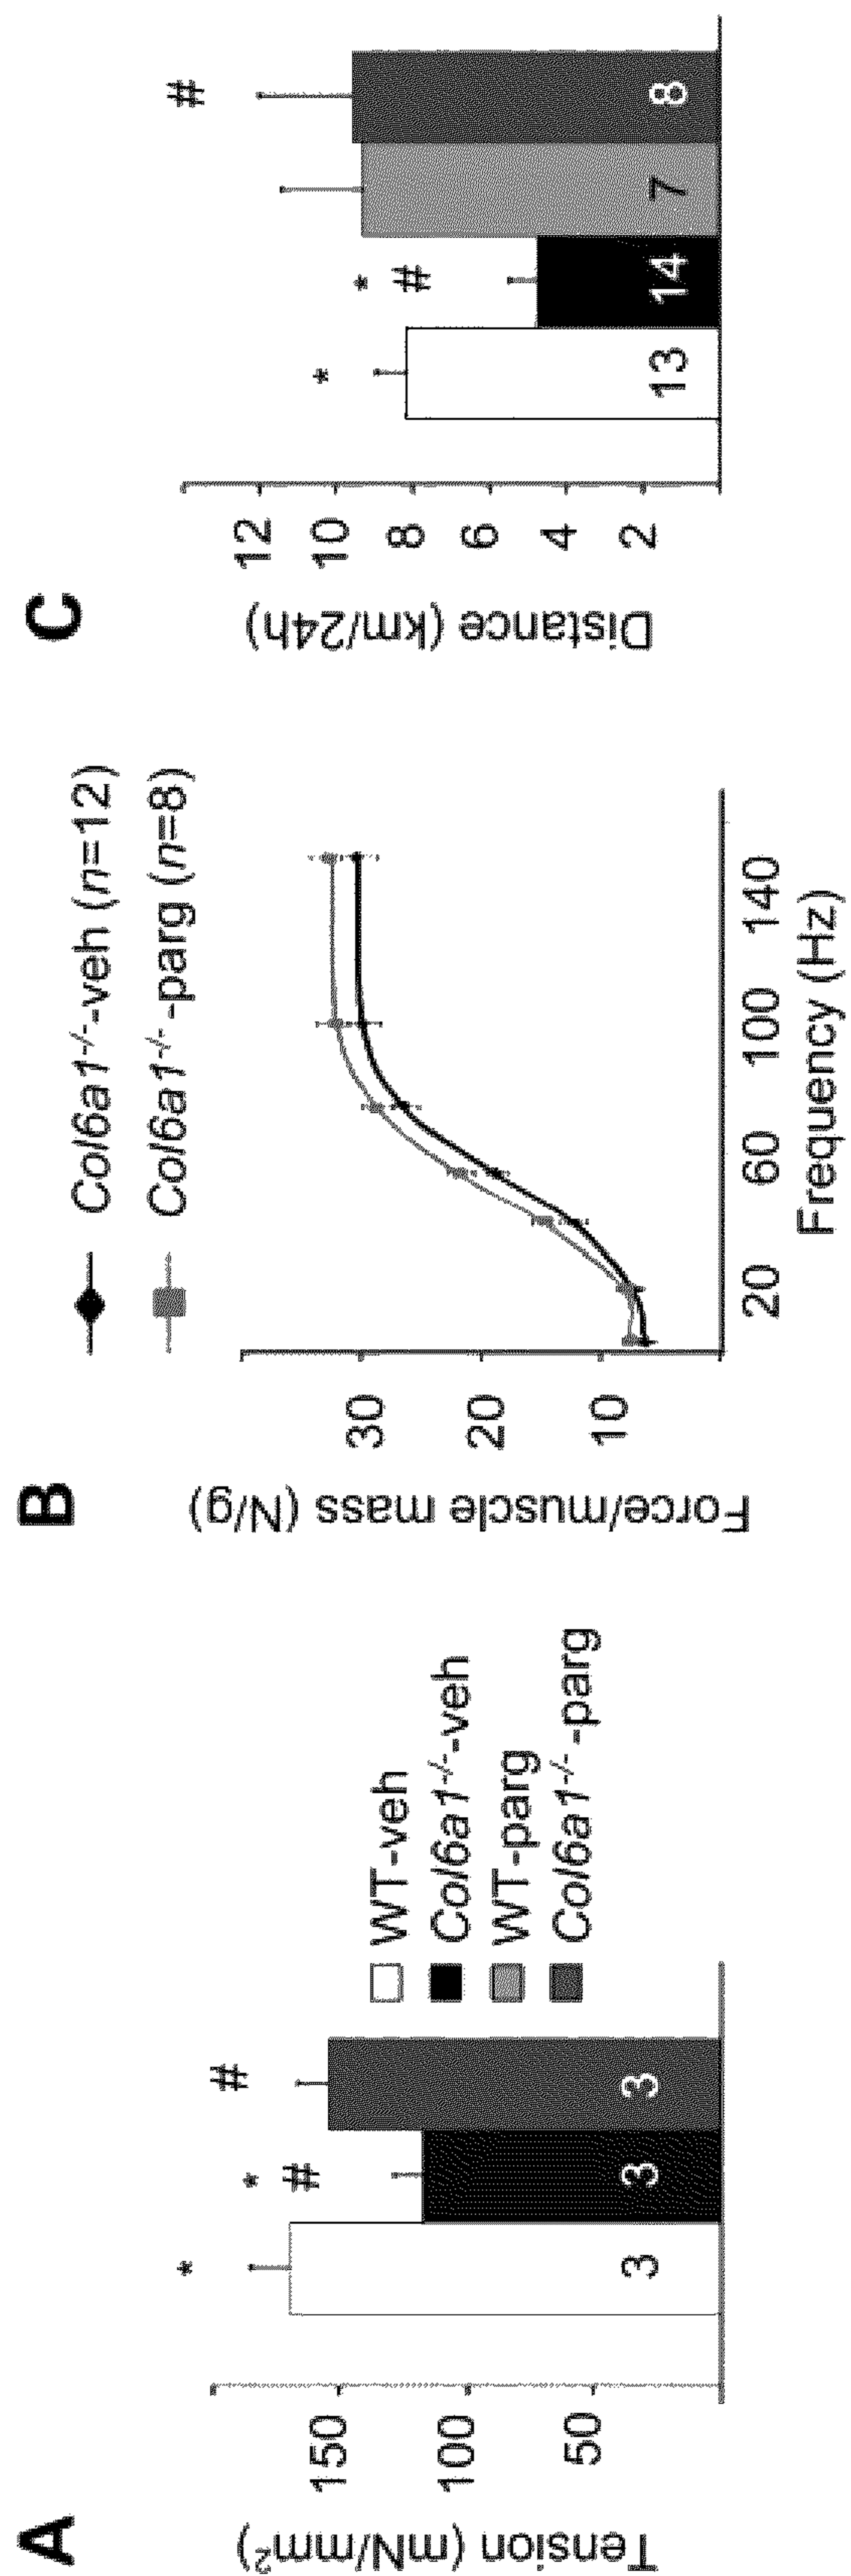 A
Tension (mN/mm²)
150
100
50
*
* #
#
3
3
3
WT-veh
Col6a1⁻/⁻-veh
WT-parg
Col6a1⁻/⁻-parg
B
Col6a1⁻/⁻-veh (n=12)
Col6a1⁻/⁻-parg (n=8)
Force/muscle mass (N/g)
30
20
10
20 60 100 140
Frequency (Hz)
C
Distance (km/24h)
12
10
8
6
4
2
*
* #
#
13
14
7
8